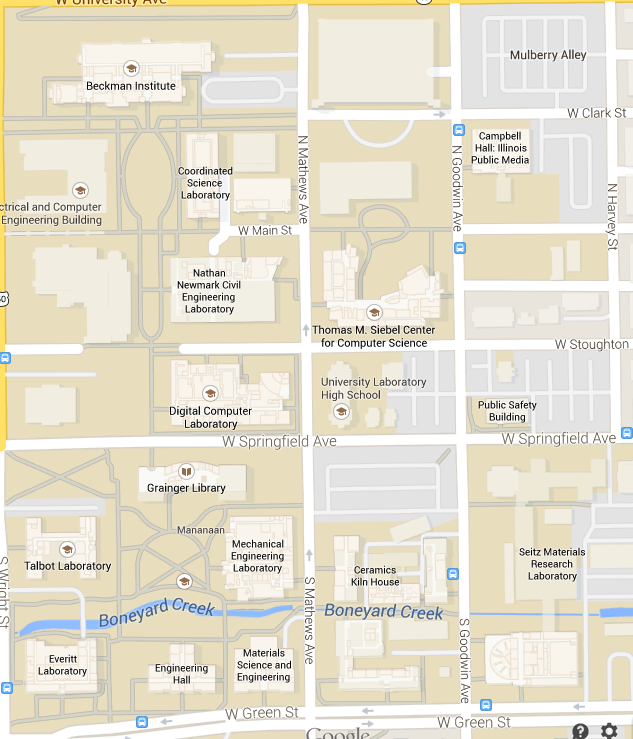 W University Ave
Mulberry Alley
Beckman Institute
W Clark St
N Mathews Ave
N Goodwin Ave
Campbell
Hall: Illinois
Public Media
Coordinated
Science
Laboratory
N Harvey St
ctrical and Computer
Engineering Building
W Main St
Nathan
Newmark Civil
Engineering
Laboratory
Thomas M. Siebel Center
for Computer Science
W Stoughton
University Laboratory
High School
Digital Computer
Laboratory
Public Safety
Building
W Springfield Ave
W Springfield Ave
Grainger Library
Mananaan
Mechanical
Engineering
Laboratory
Talbot Laboratory
Seitz Materials
Research
Laboratory
Ceramics
Kiln House
S Wright St
S Mathews Ave
S Goodwin Ave
Boneyard Creek
Boneyard Creek
Everitt
Laboratory
Engineering
Hall
Materials
Science and
Engineering
W Green St
W Green St
Google